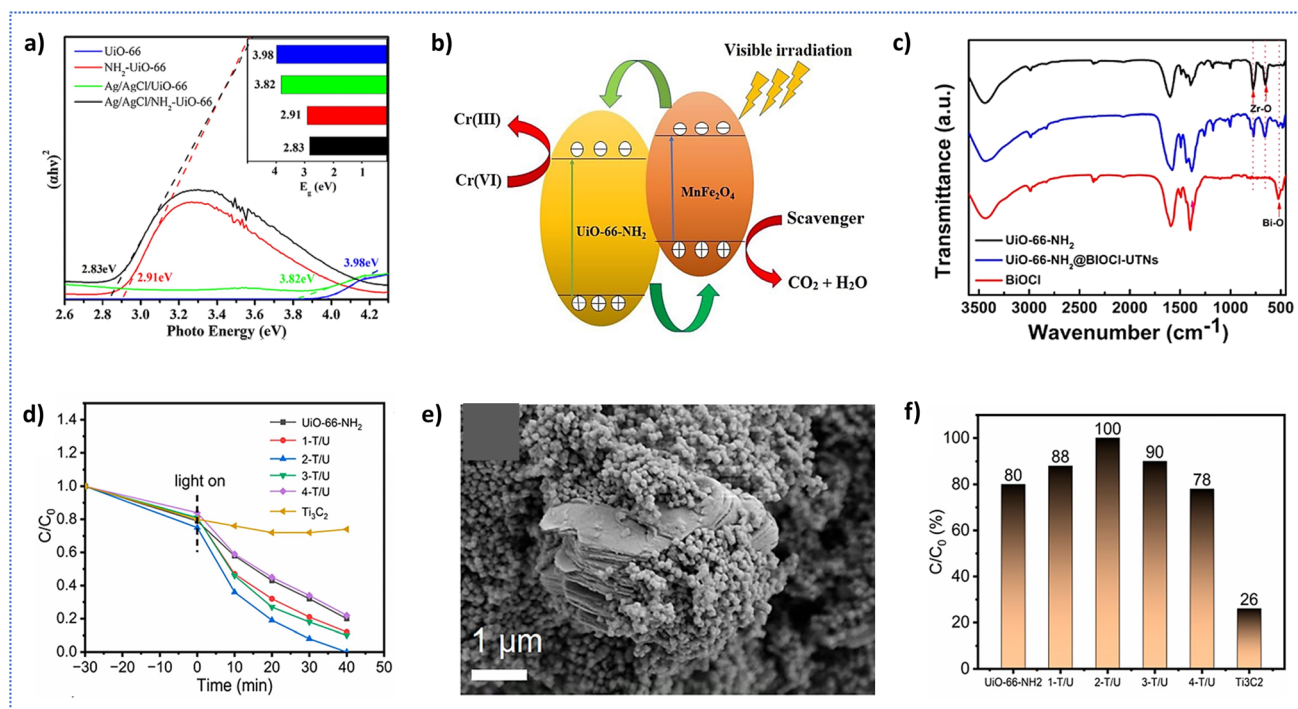 a)
UiO-66
NH2-UiO-66
Ag/AgCl/UiO-66
Ag/AgCl/NH2-UiO-66
3.98
3.82
2.91
2.83
4 3 2 1
Eg (eV)
(αhν)²
2.83eV
2.91eV
3.82eV
3.98eV
2.6 2.8 3.0 3.2 3.4 3.6 3.8 4.0 4.2
Photo Energy (eV)
b)
Visible irradiation
Cr(III)
Cr(VI)
UiO-66-NH2
MnFe2O4
Scavenger
CO2 + H2O
c)
Transmittance (a.u.)
Zr-O
Bi-O
UiO-66-NH2
UiO-66-NH2@BIOCl-UTNs
BiOCl
3500 3000 2500 2000 1500 1000 500
Wavenumber (cm-1)
d)
1.4
1.2
1.0
0.8
0.6
0.4
0.2
0.0
C/C0
light on
UiO-66-NH2
1-T/U
2-T/U
3-T/U
4-T/U
Ti3C2
-30 -20 -10 0 10 20 30 40 50
Time (min)
e)
1 µm
f)
C/C0 (%)
100
80
60
40
20
0
80
88
100
90
78
26
UiO-66-NH2 1-T/U 2-T/U 3-T/U 4-T/U Ti3C2